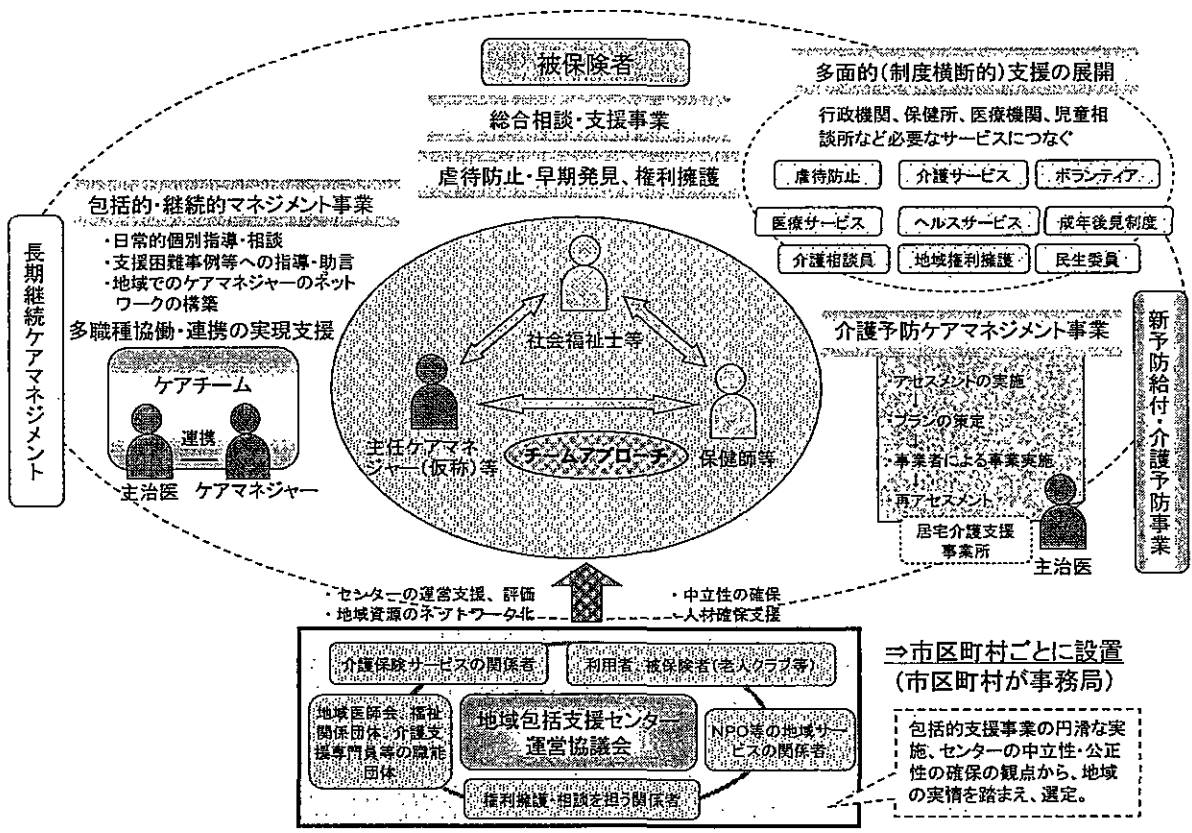 被保険者
総合相談・支援事業
虐待防止・早期発見、権利擁護
多面的(制度横断的)支援の展開
行政機関、保健所、医療機関、児童相
談所など必要なサービスにつなぐ
虐待防止
介護サービス
ボランティア
医療サービス
ヘルスサービス
成年後見制度
介護相談員
地域権利擁護
民生委員
包括的・継続的マネジメント事業
・日常的個別指導・相談
・支援困難事例等への指導・助言
・地域でのケアマネジャーのネット
ワークの構築
多職種協働・連携の実現支援
ケアチーム
連携
主治医
ケアマネジャー
長期継続ケアマネジメント
社会福祉士等
主任ケアマネ
ジャー(仮称)等
チームアプローチ
保健師等
介護予防ケアマネジメント事業
・アセスメントの実施
↓
・プランの策定
↓
・事業者による事業実施
↓
・再アセスメント
居宅介護支援
事業所
主治医
新予防給付・介護予防事業
・センターの運営支援、評価
・地域資源のネットワーク化
・中立性の確保
・人材確保支援
介護保険サービスの関係者
利用者、被保険者(老人クラブ等)
地域医師会、福祉
関係団体、介護支
援専門員等の職能
団体
地域包括支援センター
運営協議会
NPO等の地域サー
ビスの関係者
権利擁護・相談を担う関係者
⇒市区町村ごとに設置
(市区町村が事務局)
包括的支援事業の円滑な実
施、センターの中立性・公正
性の確保の観点から、地域
の実情を踏まえ、選定。